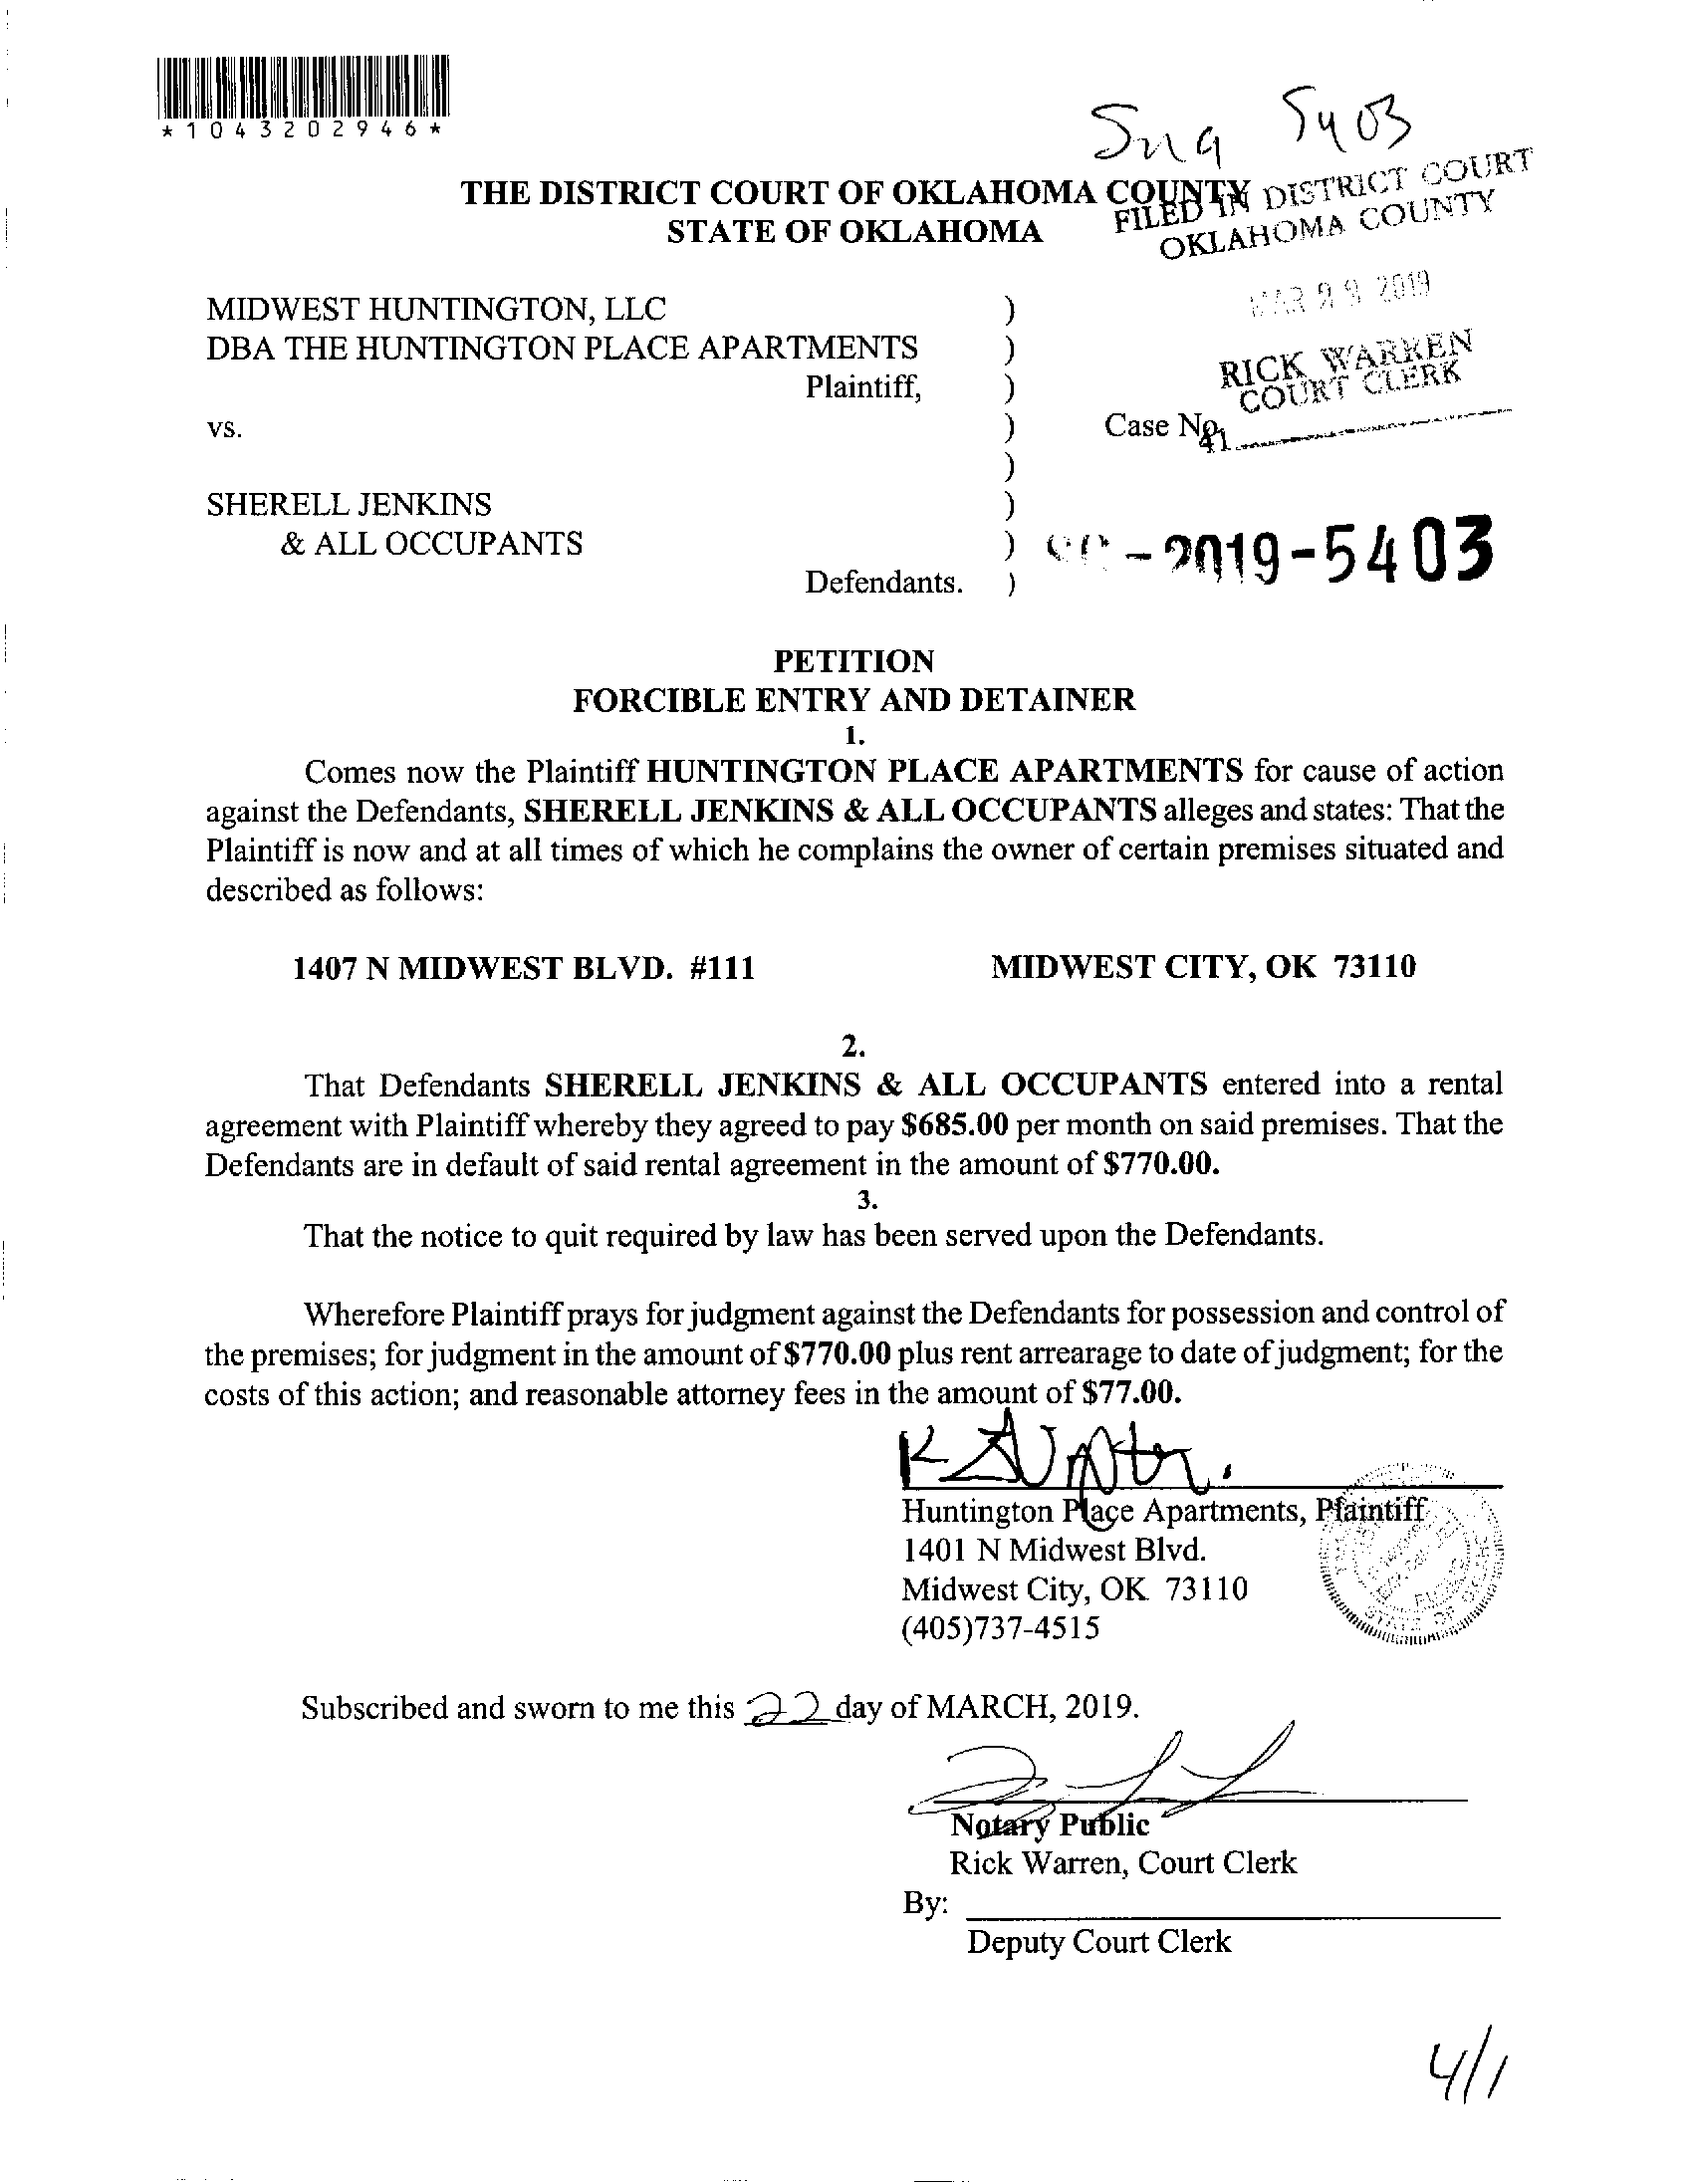 *1043202946*
5403
THE DISTRICT COURT OF OKLAHOMA COUNTY
STATE OF OKLAHOMA
FILED IN DISTRICT COURT
OKLAHOMA COUNTY
MAR 2019
MIDWEST HUNTINGTON, LLC )
DBA THE HUNTINGTON PLACE APARTMENTS )
Plaintiff, )
RICK WARREN
COURT CLERK
vs. ) Case No.
41
)
SHERELL JENKINS )
& ALL OCCUPANTS ) -2019-5403
Defendants. )
PETITION
FORCIBLE ENTRY AND DETAINER
1.
Comes now the Plaintiff HUNTINGTON PLACE APARTMENTS for cause of action
against the Defendants, SHERELL JENKINS & ALL OCCUPANTS alleges and states: That the
Plaintiff is now and at all times of which he complains the owner of certain premises situated and
described as follows:
1407 N MIDWEST BLVD. #111 MIDWEST CITY, OK 73110
2.
That Defendants SHERELL JENKINS & ALL OCCUPANTS entered into a rental
agreement with Plaintiff whereby they agreed to pay $685.00 per month on said premises. That the
Defendants are in default of said rental agreement in the amount of $770.00.
3.
That the notice to quit required by law has been served upon the Defendants.
Wherefore Plaintiff prays for judgment against the Defendants for possession and control of
the premises; for judgment in the amount of $770.00 plus rent arrearage to date of judgment; for the
costs of this action; and reasonable attorney fees in the amount of $77.00.
Huntington Place Apartments, Plaintiff
1401 N Midwest Blvd.
Midwest City, OK 73110
(405)737-4515
STATE OF
Subscribed and sworn to me this 22 day of MARCH, 2019.
Notary Public
Rick Warren, Court Clerk
By:
Deputy Court Clerk
4/1